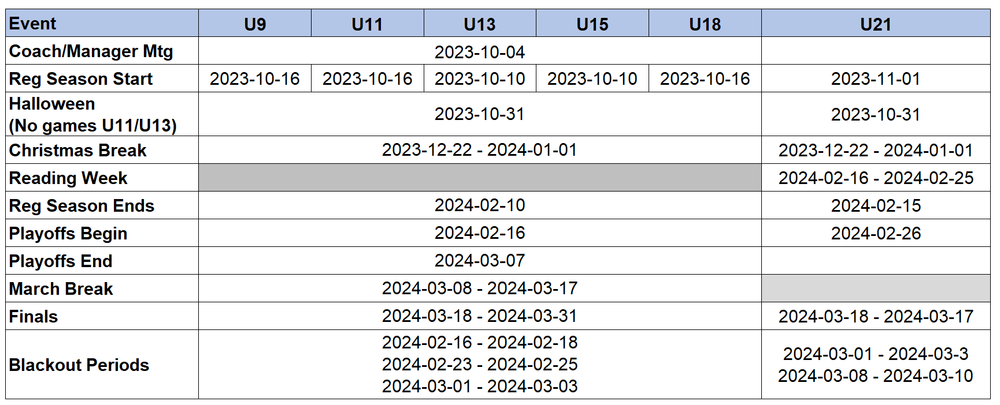 Event U9 U11 U13 U15 U18 U21
Coach/Manager Mtg 2023-10-04
Reg Season Start 2023-10-16 2023-10-16 2023-10-10 2023-10-10 2023-10-16 2023-11-01
Halloween
(No games U11/U13) 2023-10-31 2023-10-31
Christmas Break 2023-12-22 - 2024-01-01 2023-12-22 - 2024-01-01
Reading Week 2024-02-16 - 2024-02-25
Reg Season Ends 2024-02-10 2024-02-15
Playoffs Begin 2024-02-16 2024-02-26
Playoffs End 2024-03-07
March Break 2024-03-08 - 2024-03-17
Finals 2024-03-18 - 2024-03-31 2024-03-18 - 2024-03-17
Blackout Periods
2024-02-16 - 2024-02-18
2024-02-23 - 2024-02-25
2024-03-01 - 2024-03-03
2024-03-01 - 2024-03-3
2024-03-08 - 2024-03-10